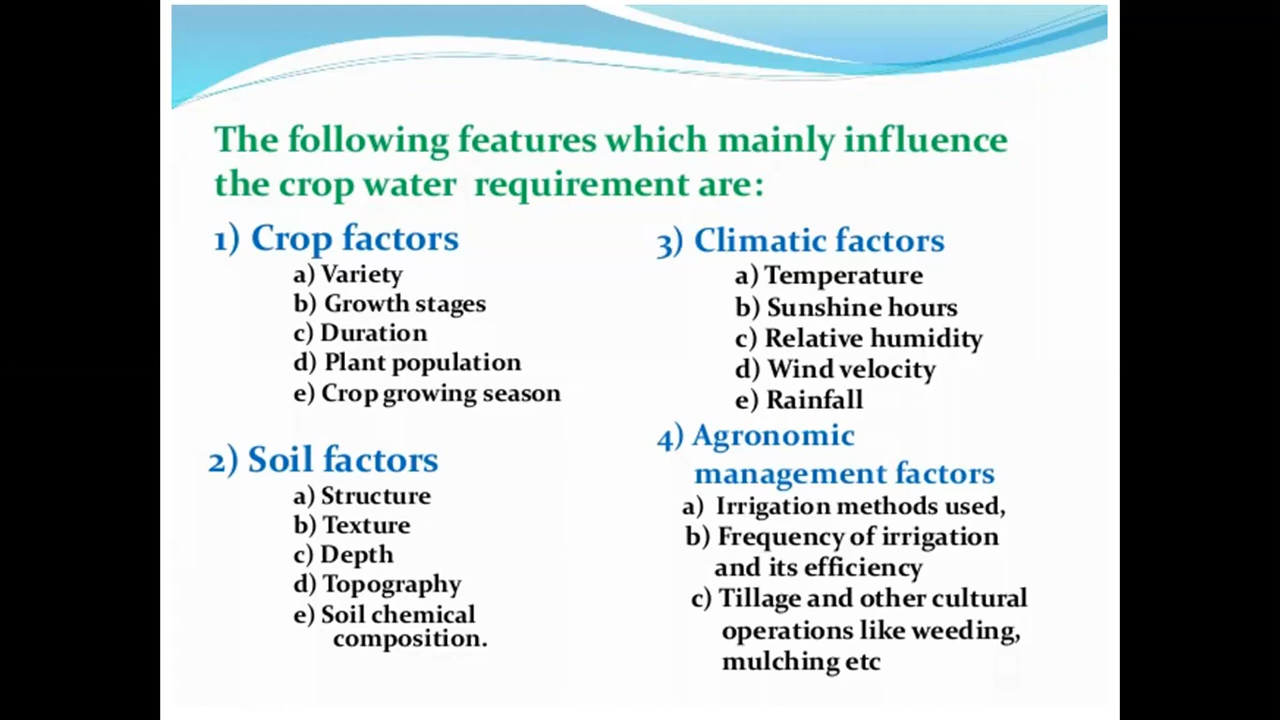 The following features which mainly influence
the crop water requirement are:
1) Crop factors
a) Variety
b) Growth stages
c) Duration
d) Plant population
e) Crop growing season
2) Soil factors
a) Structure
b) Texture
c) Depth
d) Topography
e) Soil chemical
composition.
3) Climatic factors
a) Temperature
b) Sunshine hours
c) Relative humidity
d) Wind velocity
e) Rainfall
4) Agronomic
management factors
a) Irrigation methods used,
b) Frequency of irrigation
and its efficiency
c) Tillage and other cultural
operations like weeding,
mulching etc